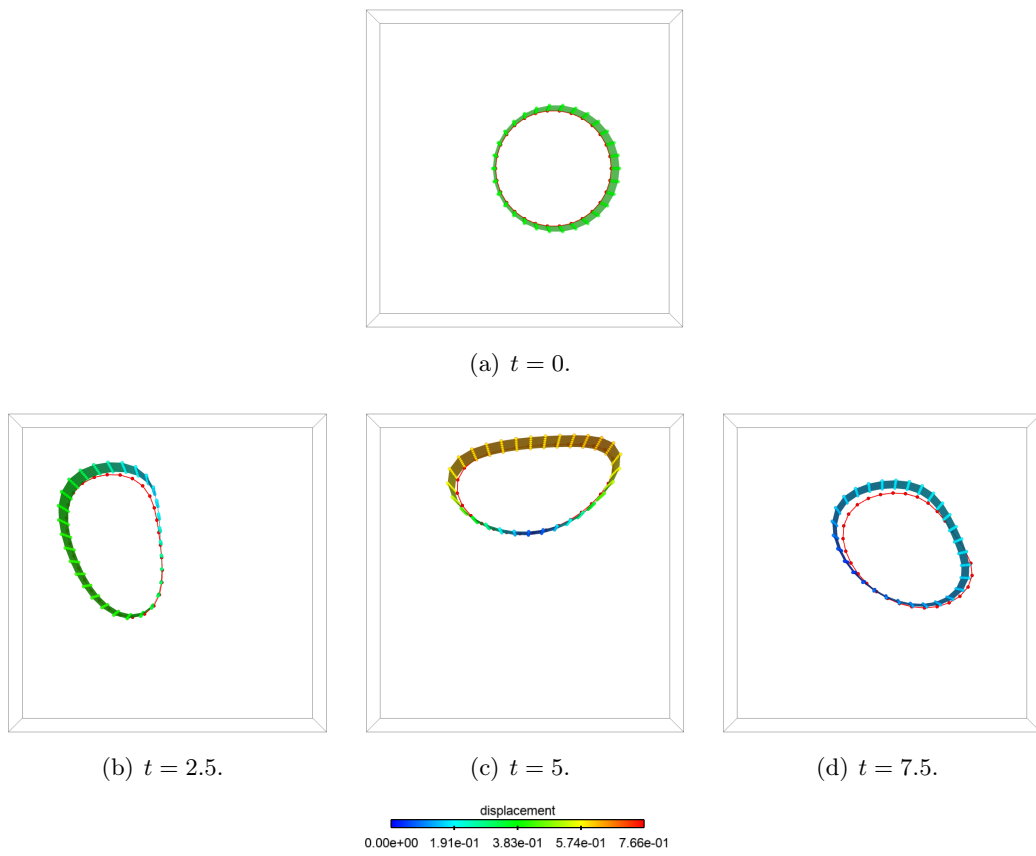 (a) t = 0.
(b) t = 2.5.
(c) t = 5.
(d) t = 7.5.
displacement
0.00e+00 1.91e-01 3.83e-01 5.74e-01 7.66e-01